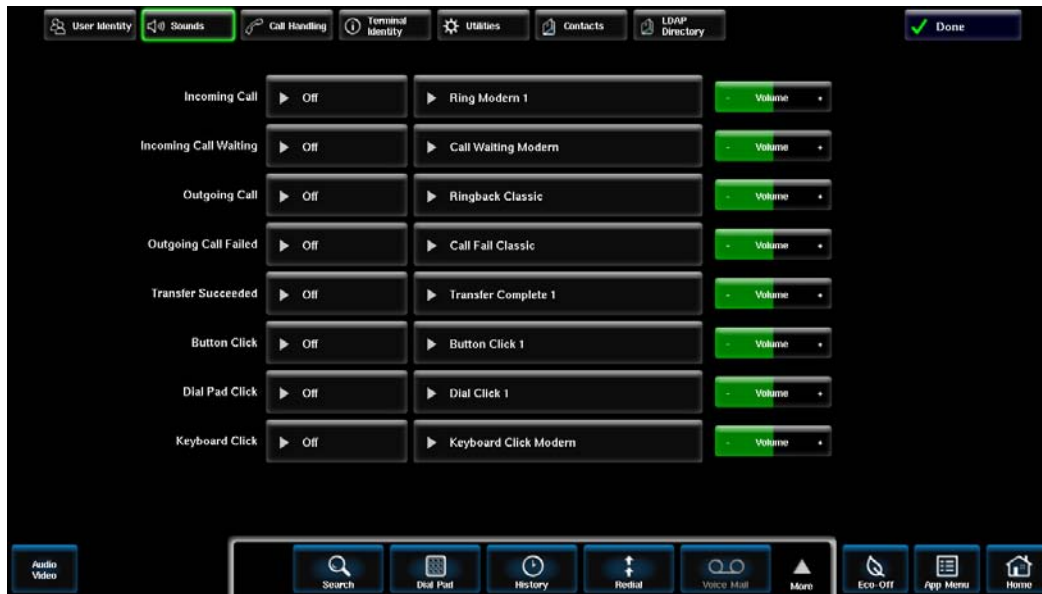 User Identity
Sounds
Call Handling
Terminal
Identity
Utilities
Contacts
LDAP
Directory
Done
Incoming Call Off Ring Modern 1 - Volume +
Incoming Call Waiting Off Call Waiting Modern - Volume +
Outgoing Call Off Ringback Classic - Volume +
Outgoing Call Failed Off Call Fail Classic - Volume +
Transfer Succeeded Off Transfer Complete 1 - Volume +
Button Click Off Button Click 1 - Volume +
Dial Pad Click Off Dial Click 1 - Volume +
Keyboard Click Off Keyboard Click Modern - Volume +
Audio
Video
Search
Dial Pad
History
Redial
Voice Mail
More
Eco-Off
App Menu
Home